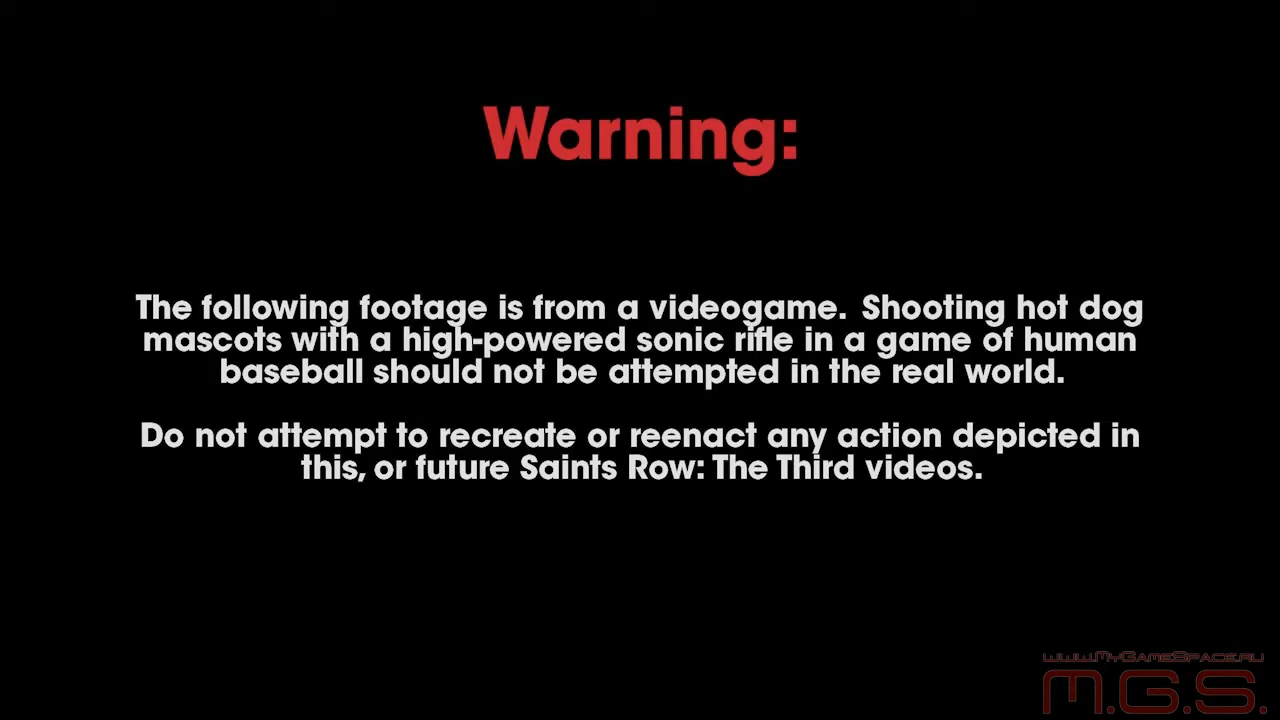 Warning:
The following footage is from a videogame. Shooting hot dog
mascots with a high-powered sonic rifle in a game of human
baseball should not be attempted in the real world.
Do not attempt to recreate or reenact any action depicted in
this, or future Saints Row: The Third videos.
www.MyGameSpace.ru
M.G.S.